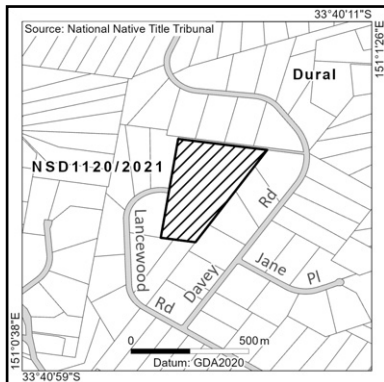 33°40'11"S
Source: National Native Title Tribunal
151°1'26"E
Dural
NSD1120/2021
Lancewood
Rd
Davey
Rd
Jane
Pl
0 500 m
Datum: GDA2020
151°0'38"E
33°40'59"S